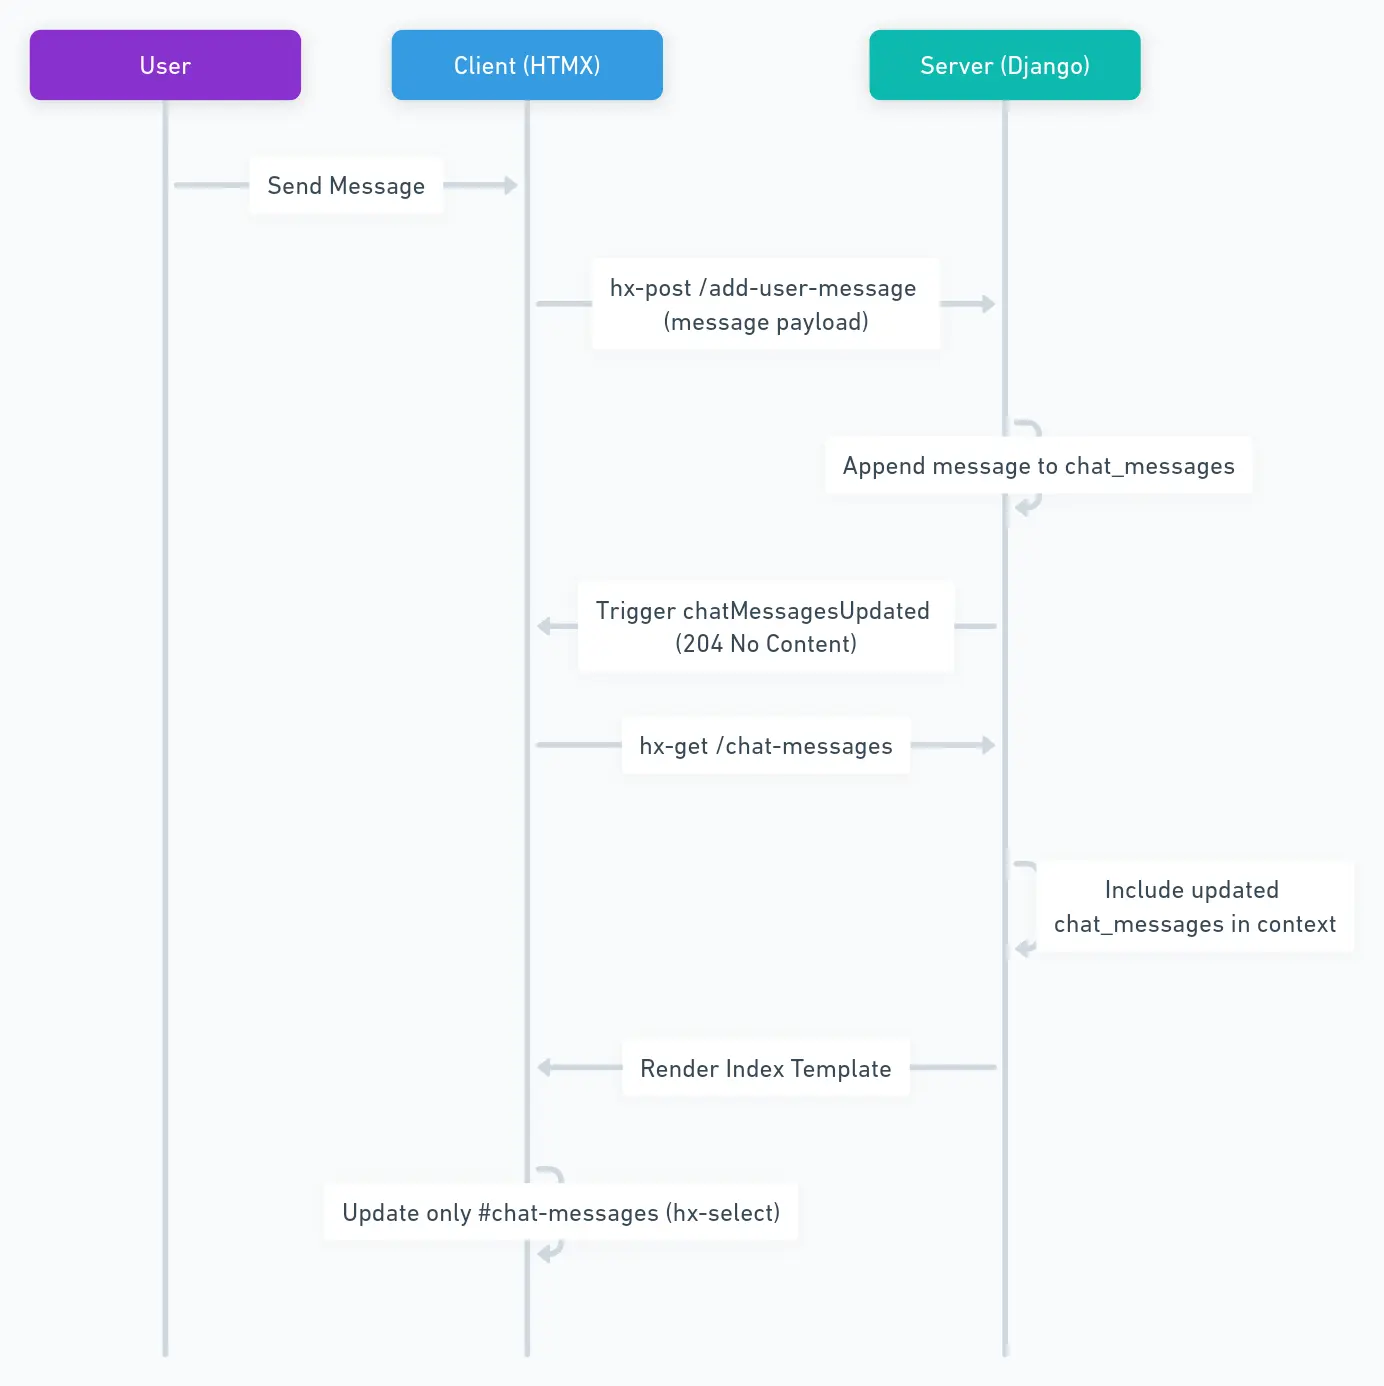 User
Client (HTMX)
Server (Django)
Send Message
hx-post /add-user-message
(message payload)
Append message to chat_messages
Trigger chatMessagesUpdated
(204 No Content)
hx-get /chat-messages
Include updated
chat_messages in context
Render Index Template
Update only #chat-messages (hx-select)